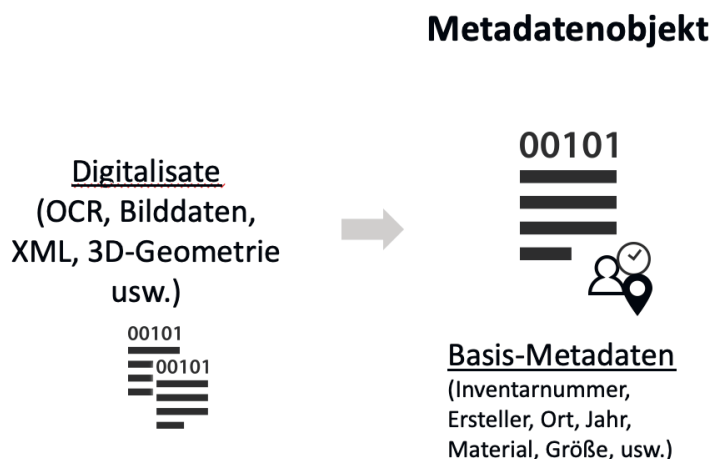 Metadatenobjekt
Digitalisate
(OCR, Bilddaten,
XML, 3D-Geometrie
usw.)
00101
00101
00101
Basis-Metadaten
(Inventarnummer,
Ersteller, Ort, Jahr,
Material, Größe, usw.)